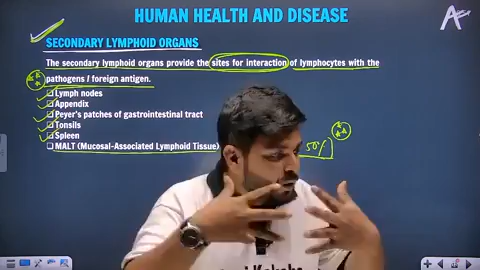 HUMAN HEALTH AND DISEASE
SECONDARY LYMPHOID ORGANS
The secondary lymphoid organs provide the sites for interaction of lymphocytes with the
pathogens / foreign antigen.
Lymph nodes
Appendix
Peyer's patches of gastrointestinal tract
Tonsils
Spleen
MALT (Mucosal-Associated Lymphoid Tissue)
50%